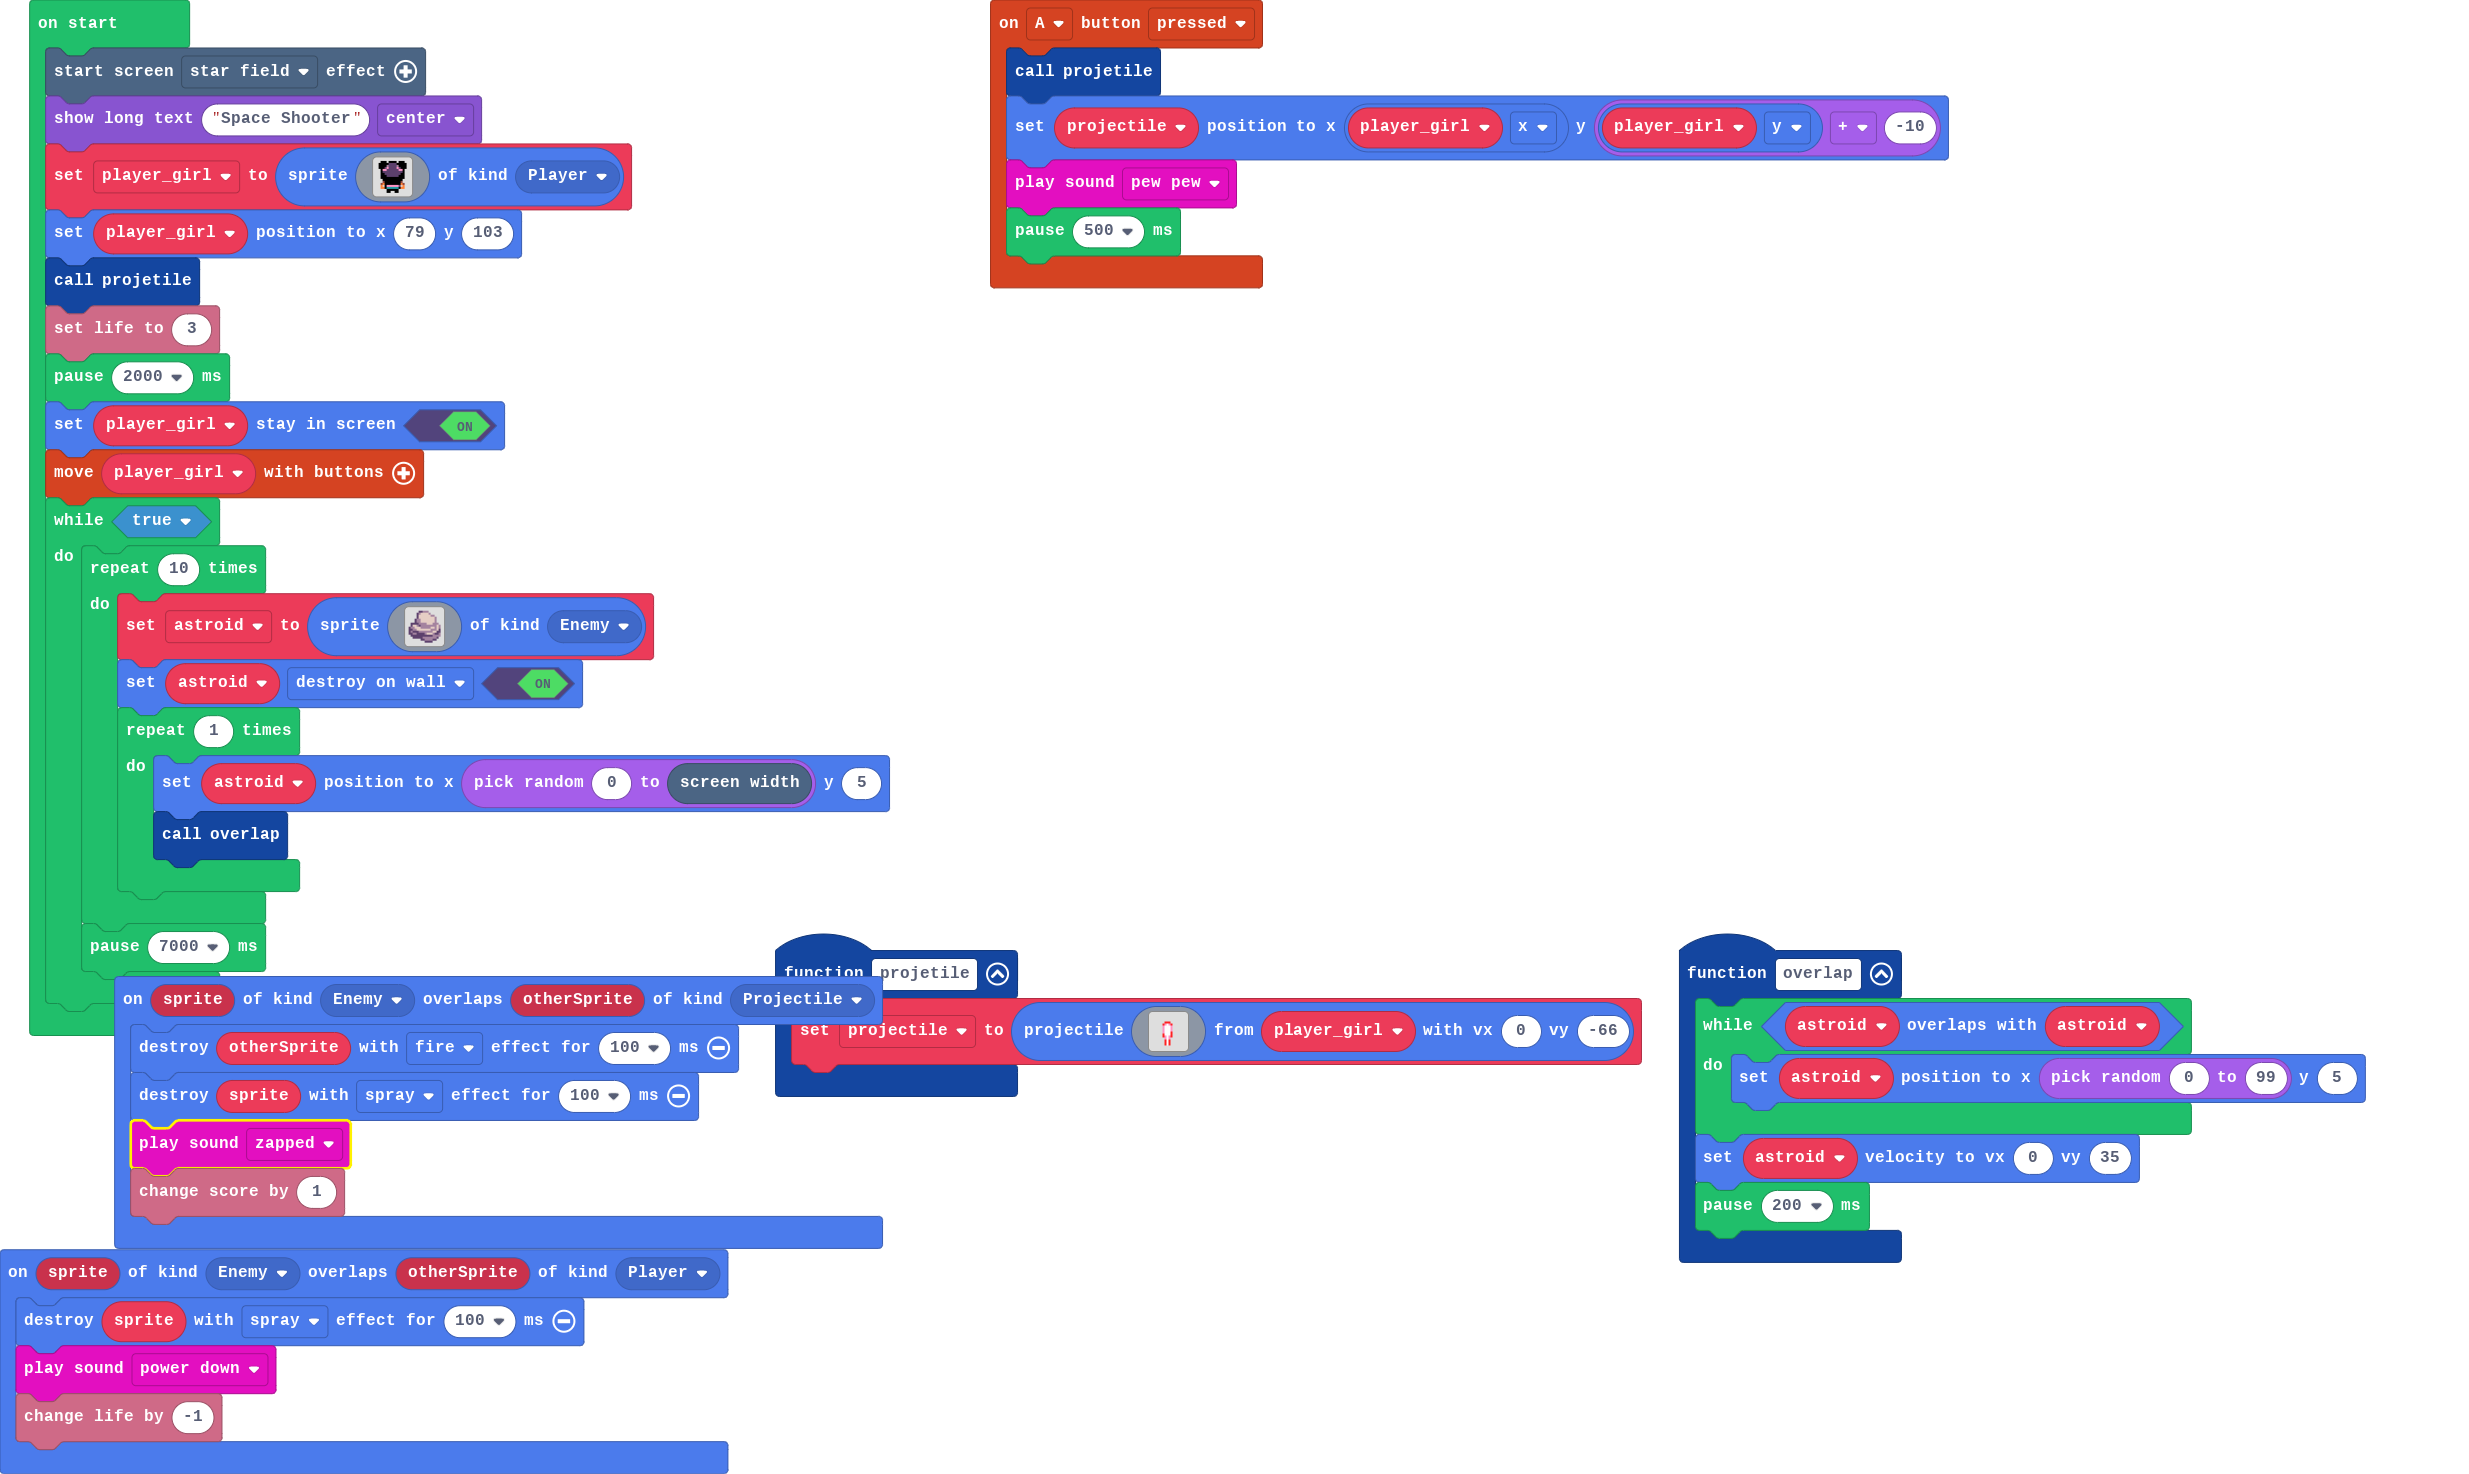 on start
start screen star field effect
show long text "Space Shooter" center
set player_girl to sprite of kind Player
set player_girl position to x 79 y 103
call projetile
set life to 3
pause 2000 ms
set player_girl stay in screen ON
move player_girl with buttons
while true
do
repeat 10 times
do
set astroid to sprite of kind Enemy
set astroid destroy on wall ON
repeat 1 times
do
set astroid position to x pick random 0 to screen width y 5
call overlap
pause 7000 ms
on A button pressed
call projetile
set projectile position to x player_girl x y player_girl y + -10
play sound pew pew
pause 500 ms
on sprite of kind Enemy overlaps otherSprite of kind Projectile
destroy otherSprite with fire effect for 100 ms
destroy sprite with spray effect for 100 ms
play sound zapped
change score by 1
on sprite of kind Enemy overlaps otherSprite of kind Player
destroy sprite with spray effect for 100 ms
play sound power down
change life by -1
function projetile
set projectile to projectile from player_girl with vx 0 vy -66
function overlap
while astroid overlaps with astroid
do
set astroid position to x pick random 0 to 99 y 5
set astroid velocity to vx 0 vy 35
pause 200 ms